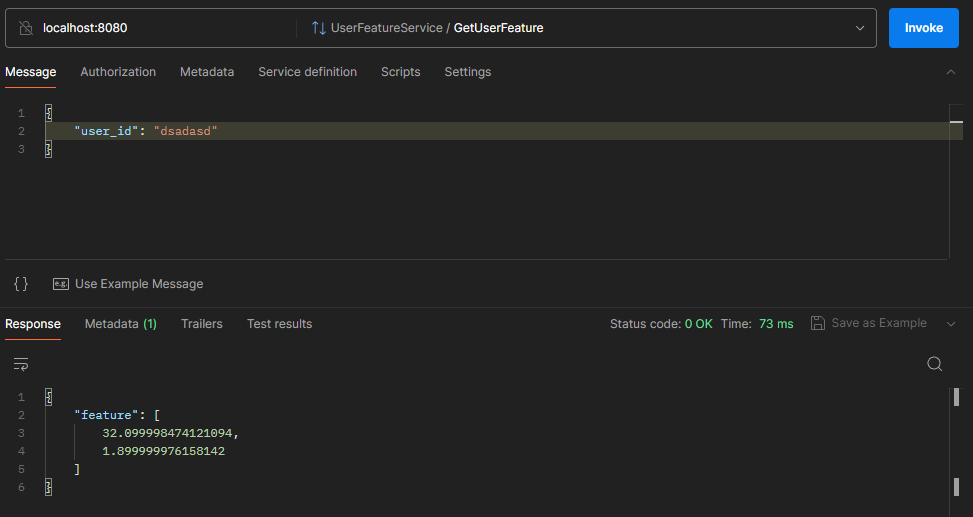 localhost:8080 UserFeatureService / GetUserFeature Invoke
Message Authorization Metadata Service definition Scripts Settings
1 {
2 "user_id": "dsadasd"
3 }
{} e.g. Use Example Message
Response Metadata (1) Trailers Test results Status code: 0 OK Time: 73 ms Save as Example
1 {
2 "feature": [
3 32.099998474121094,
4 1.899999976158142
5 ]
6 }